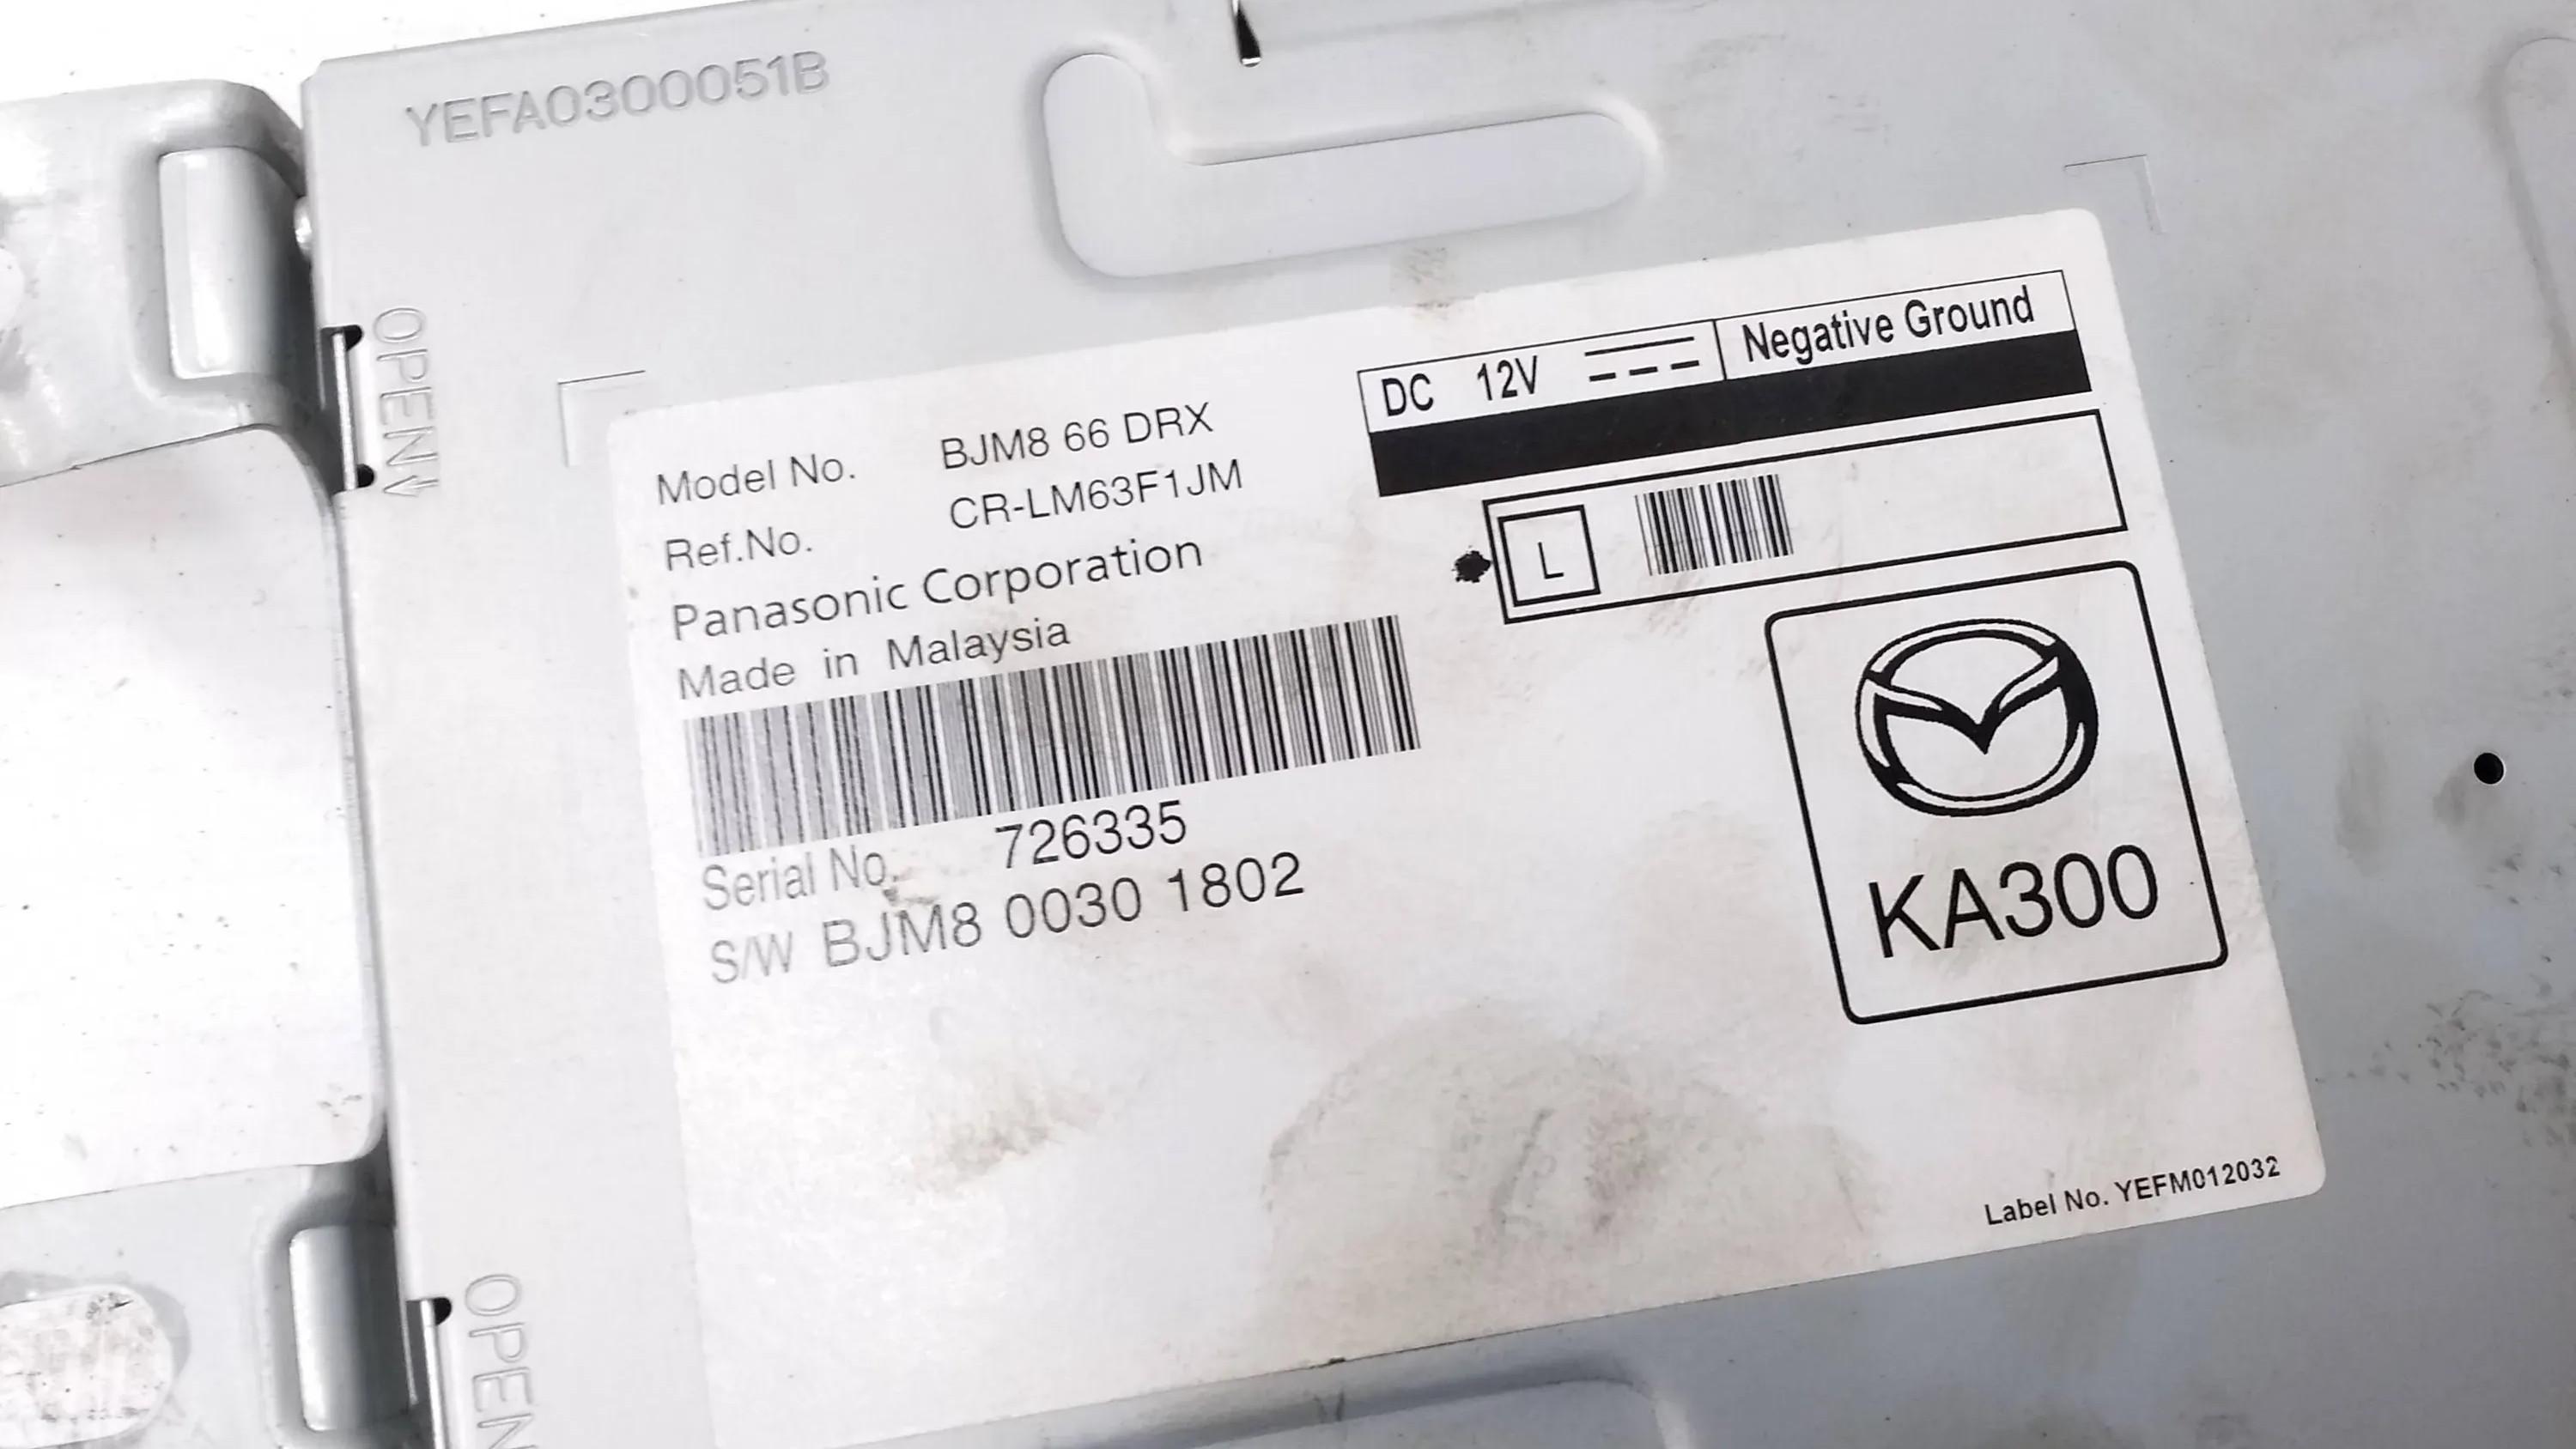 YEFA0300051B
OPEN
DC 12V Negative Ground
Model No. BJM8 66 DRX
Ref.No. CR-LM63F1JM
Panasonic Corporation
Made in Malaysia
L
Serial No. 726335
S/W BJM8 0030 1802
KA300
Label No. YEFM012032
OPEN